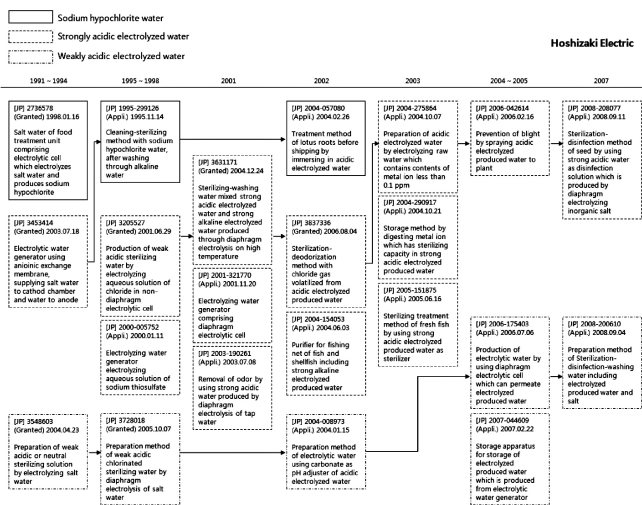 Sodium hypochlorite water
Strongly acidic electrolyzed water
Weakly acidic electrolyzed water
Hoshizaki Electric
1991 ~ 1994
1995 ~ 1998
2001
2002
2003
2004 ~ 2005
2007
[JP] 2736578
(Granted) 1998.01.16
Salt water of food
treatment unit
comprising
electrolytic cell
which electrolyzes
salt water and
produces sodium
hypochlorite
[JP] 3453414
(Granted) 2003.07.18
Electrolytic water
generator using
anioinic exchange
membrane,
supplying salt water
to cathod chamber
and water to anode
[JP] 3548603
(Granted) 2004.04.23
Preparation of weak
acidic or neutral
sterilizing solution
by electrolyzing salt
water
[JP] 1995-299126
(Appli.) 1995.11.14
Cleaning-sterilizing
method with sodium
hypochlorite water,
after washing
through alkaline
water
[JP] 3205527
(Granted) 2001.06.29
Production of weak
acidic sterilizing
water by
electrolyzing
aqueous solution of
chloride in non-
diaphragm
electrolytic cell
[JP] 2000-005752
(Appli.) 2000.01.11
Electrolyzing water
generator
electrolyzing
aqueous solution of
sodium thiosulfate
[JP] 3728018
(Granted) 2005.10.07
Preparation method
of weak acidic
chlorinated
sterilizing water by
diaphragm
electrolysis of salt
water
[JP] 3631171
(Granted) 2004.12.24
Sterilizing-washing
water mixed strong
acidic electrolyzed
water and strong
alkaline electrolyzed
water produced
through diaphragm
electrolysis on high
temperature
[JP] 2001-321770
(Appli.) 2001.11.20
Electrolyzing water
generator
comprising
diaphragm
electrolytic cell
[JP] 2003-190261
(Appli.) 2003.07.08
Removal of odor by
using strong acidic
water produced by
diaphragm
electrolysis of tap
water
[JP] 2004-057080
(Appli.) 2004.02.26
Treatment method
of lotus roots before
shipping by
immersing in acidic
electrolyzed water
[JP] 3837336
(Granted) 2006.08.04
Sterilization-
deodorization method
with chloride gas
volatilized from
acidic electrolyzed
produced water
[JP] 2004-154053
(Appli.) 2004.06.03
Purifier for fishing
net of fish and
shellfish including
strong alkaline
electrolyzed
produced water
[JP] 2004-008973
(Appli.) 2004.01.15
Preparation method
of electrolytic water
using carbonate as
pH adjuster of acidic
electrolyzed water
[JP] 2004-275864
(Appli.) 2004.10.07
Preparation of acidic
electrolyzed water
by electrolyzing raw
water which
contains contents of
metal ion less than
0.1 ppm
[JP] 2004-290917
(Appli.) 2004.10.21
Storage method by
digesting metal ion
which has sterilizing
capacity in strong
acidic electrolyzed
produced water
[JP] 2005-151875
(Appli.) 2005.06.16
Sterilizing treatment
method of fresh fish
by using strong
acidic electrolyzed
produced water as
sterilizer
[JP] 2006-042614
(Appli.) 2006.02.16
Prevention of blight
by spraying acidic
electrolyzed
produced water to
plant
[JP] 2006-175403
(Appli.) 2006.07.06
Production of
electrolytic water by
using diaphragm
electrolytic cell
which can permeate
electrolyzed
produced water
[JP] 2007-044609
(Appli.) 2007.02.22
Storage apparatus
for storage of
electrolyzed
produced water
which is produced
from electrolytic
water generator
[JP] 2008-208077
(Appli.) 2008.09.11
Sterilization-
disinfection method
of seed by using
strong acidic water
as disinfection
solution which is
produced by
diaphragm
electrolyzing
inorganic salt
[JP] 2008-200610
(Appli.) 2008.09.04
Preparation method
of Sterilization-
disinfection-washing
water including
electrolyzed
produced water and
salt